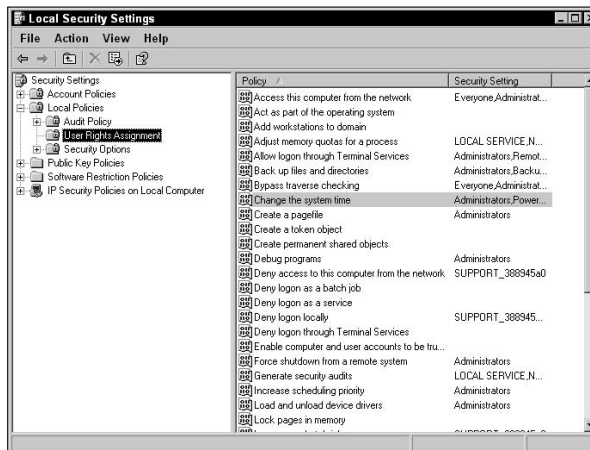 Local Security Settings
File Action View Help
Security Settings
Account Policies
Local Policies
Audit Policy
User Rights Assignment
Security Options
Public Key Policies
Software Restriction Policies
IP Security Policies on Local Computer
Policy Security Setting
Access this computer from the network Everyone,Administrat...
Act as part of the operating system
Add workstations to domain
Adjust memory quotas for a process LOCAL SERVICE,N...
Allow logon through Terminal Services Administrators,Remot...
Back up files and directories Administrators,Backu...
Bypass traverse checking Everyone,Administrat...
Change the system time Administrators,Power...
Create a pagefile Administrators
Create a token object
Create permanent shared objects
Debug programs Administrators
Deny access to this computer from the network SUPPORT_388945a0
Deny logon as a batch job
Deny logon as a service
Deny logon locally SUPPORT_388945...
Deny logon through Terminal Services
Enable computer and user accounts to be tru...
Force shutdown from a remote system Administrators
Generate security audits LOCAL SERVICE,N...
Increase scheduling priority Administrators
Load and unload device drivers Administrators
Lock pages in memory